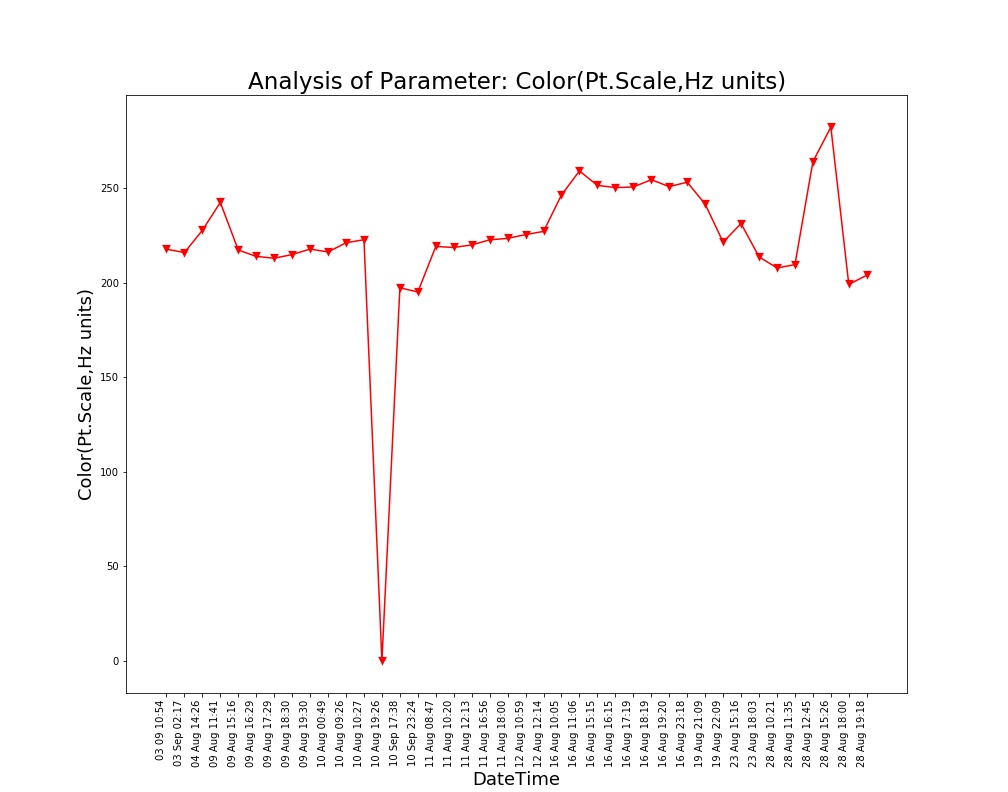 Analysis of Parameter: Color(Pt.Scale,Hz units)
Color(Pt.Scale,Hz units)
250
200
150
100
50
0
03 09 10:54
03 Sep 02:17
04 Aug 14:26
09 Aug 11:41
09 Aug 15:16
09 Aug 16:29
09 Aug 17:29
09 Aug 18:30
09 Aug 19:30
10 Aug 00:49
10 Aug 09:26
10 Aug 10:27
10 Aug 19:26
10 Sep 17:38
10 Sep 23:24
11 Aug 08:47
11 Aug 10:20
11 Aug 12:13
11 Aug 16:56
11 Aug 18:00
12 Aug 10:59
12 Aug 12:14
16 Aug 10:05
16 Aug 11:06
16 Aug 15:15
16 Aug 16:15
16 Aug 17:19
16 Aug 18:19
16 Aug 19:20
16 Aug 23:18
19 Aug 21:09
19 Aug 22:09
23 Aug 15:16
23 Aug 18:03
28 Aug 10:21
28 Aug 11:35
28 Aug 12:45
28 Aug 15:26
28 Aug 18:00
28 Aug 19:18
DateTime